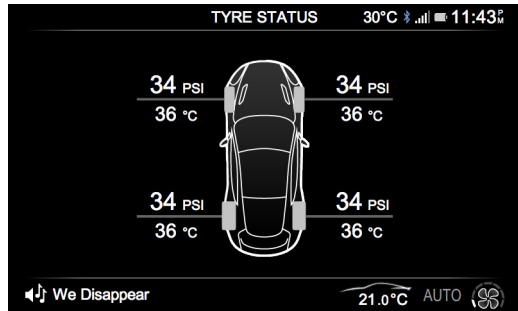 TYRE STATUS 30°C 11:43PM
34 PSI 34 PSI
36 °C 36 °C
34 PSI 34 PSI
36 °C 36 °C
We Disappear 21.0°C AUTO